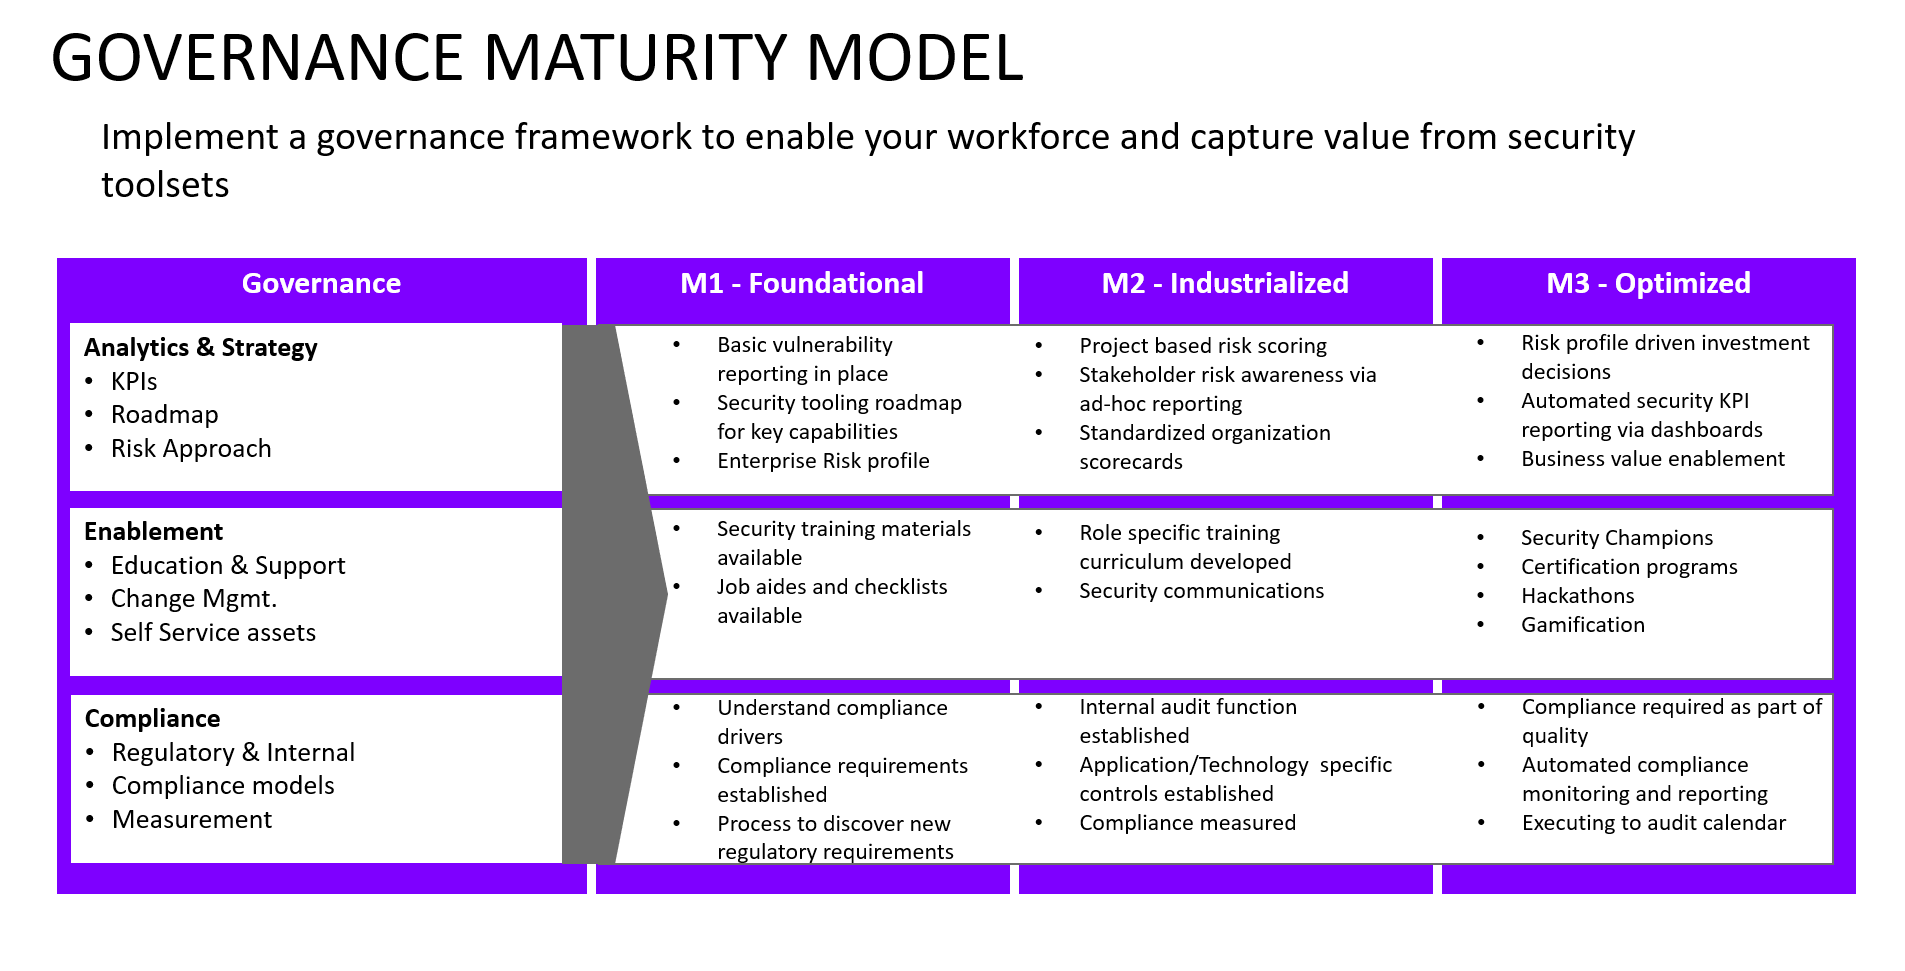 GOVERNANCE MATURITY MODEL
Implement a governance framework to enable your workforce and capture value from security
toolsets
Governance
M1 - Foundational
M2 - Industrialized
M3 - Optimized
Analytics & Strategy
• KPIs
• Roadmap
• Risk Approach
• Basic vulnerability
reporting in place
• Security tooling roadmap
for key capabilities
• Enterprise Risk profile
• Project based risk scoring
• Stakeholder risk awareness via
ad-hoc reporting
• Standardized organization
scorecards
• Risk profile driven investment
decisions
• Automated security KPI
reporting via dashboards
• Business value enablement
Enablement
• Education & Support
• Change Mgmt.
• Self Service assets
• Security training materials
available
• Job aides and checklists
available
• Role specific training
curriculum developed
• Security communications
• Security Champions
• Certification programs
• Hackathons
• Gamification
Compliance
• Regulatory & Internal
• Compliance models
• Measurement
• Understand compliance
drivers
• Compliance requirements
established
• Process to discover new
regulatory requirements
• Internal audit function
established
• Application/Technology  specific
controls established
• Compliance measured
• Compliance required as part of
quality
• Automated compliance
monitoring and reporting
• Executing to audit calendar